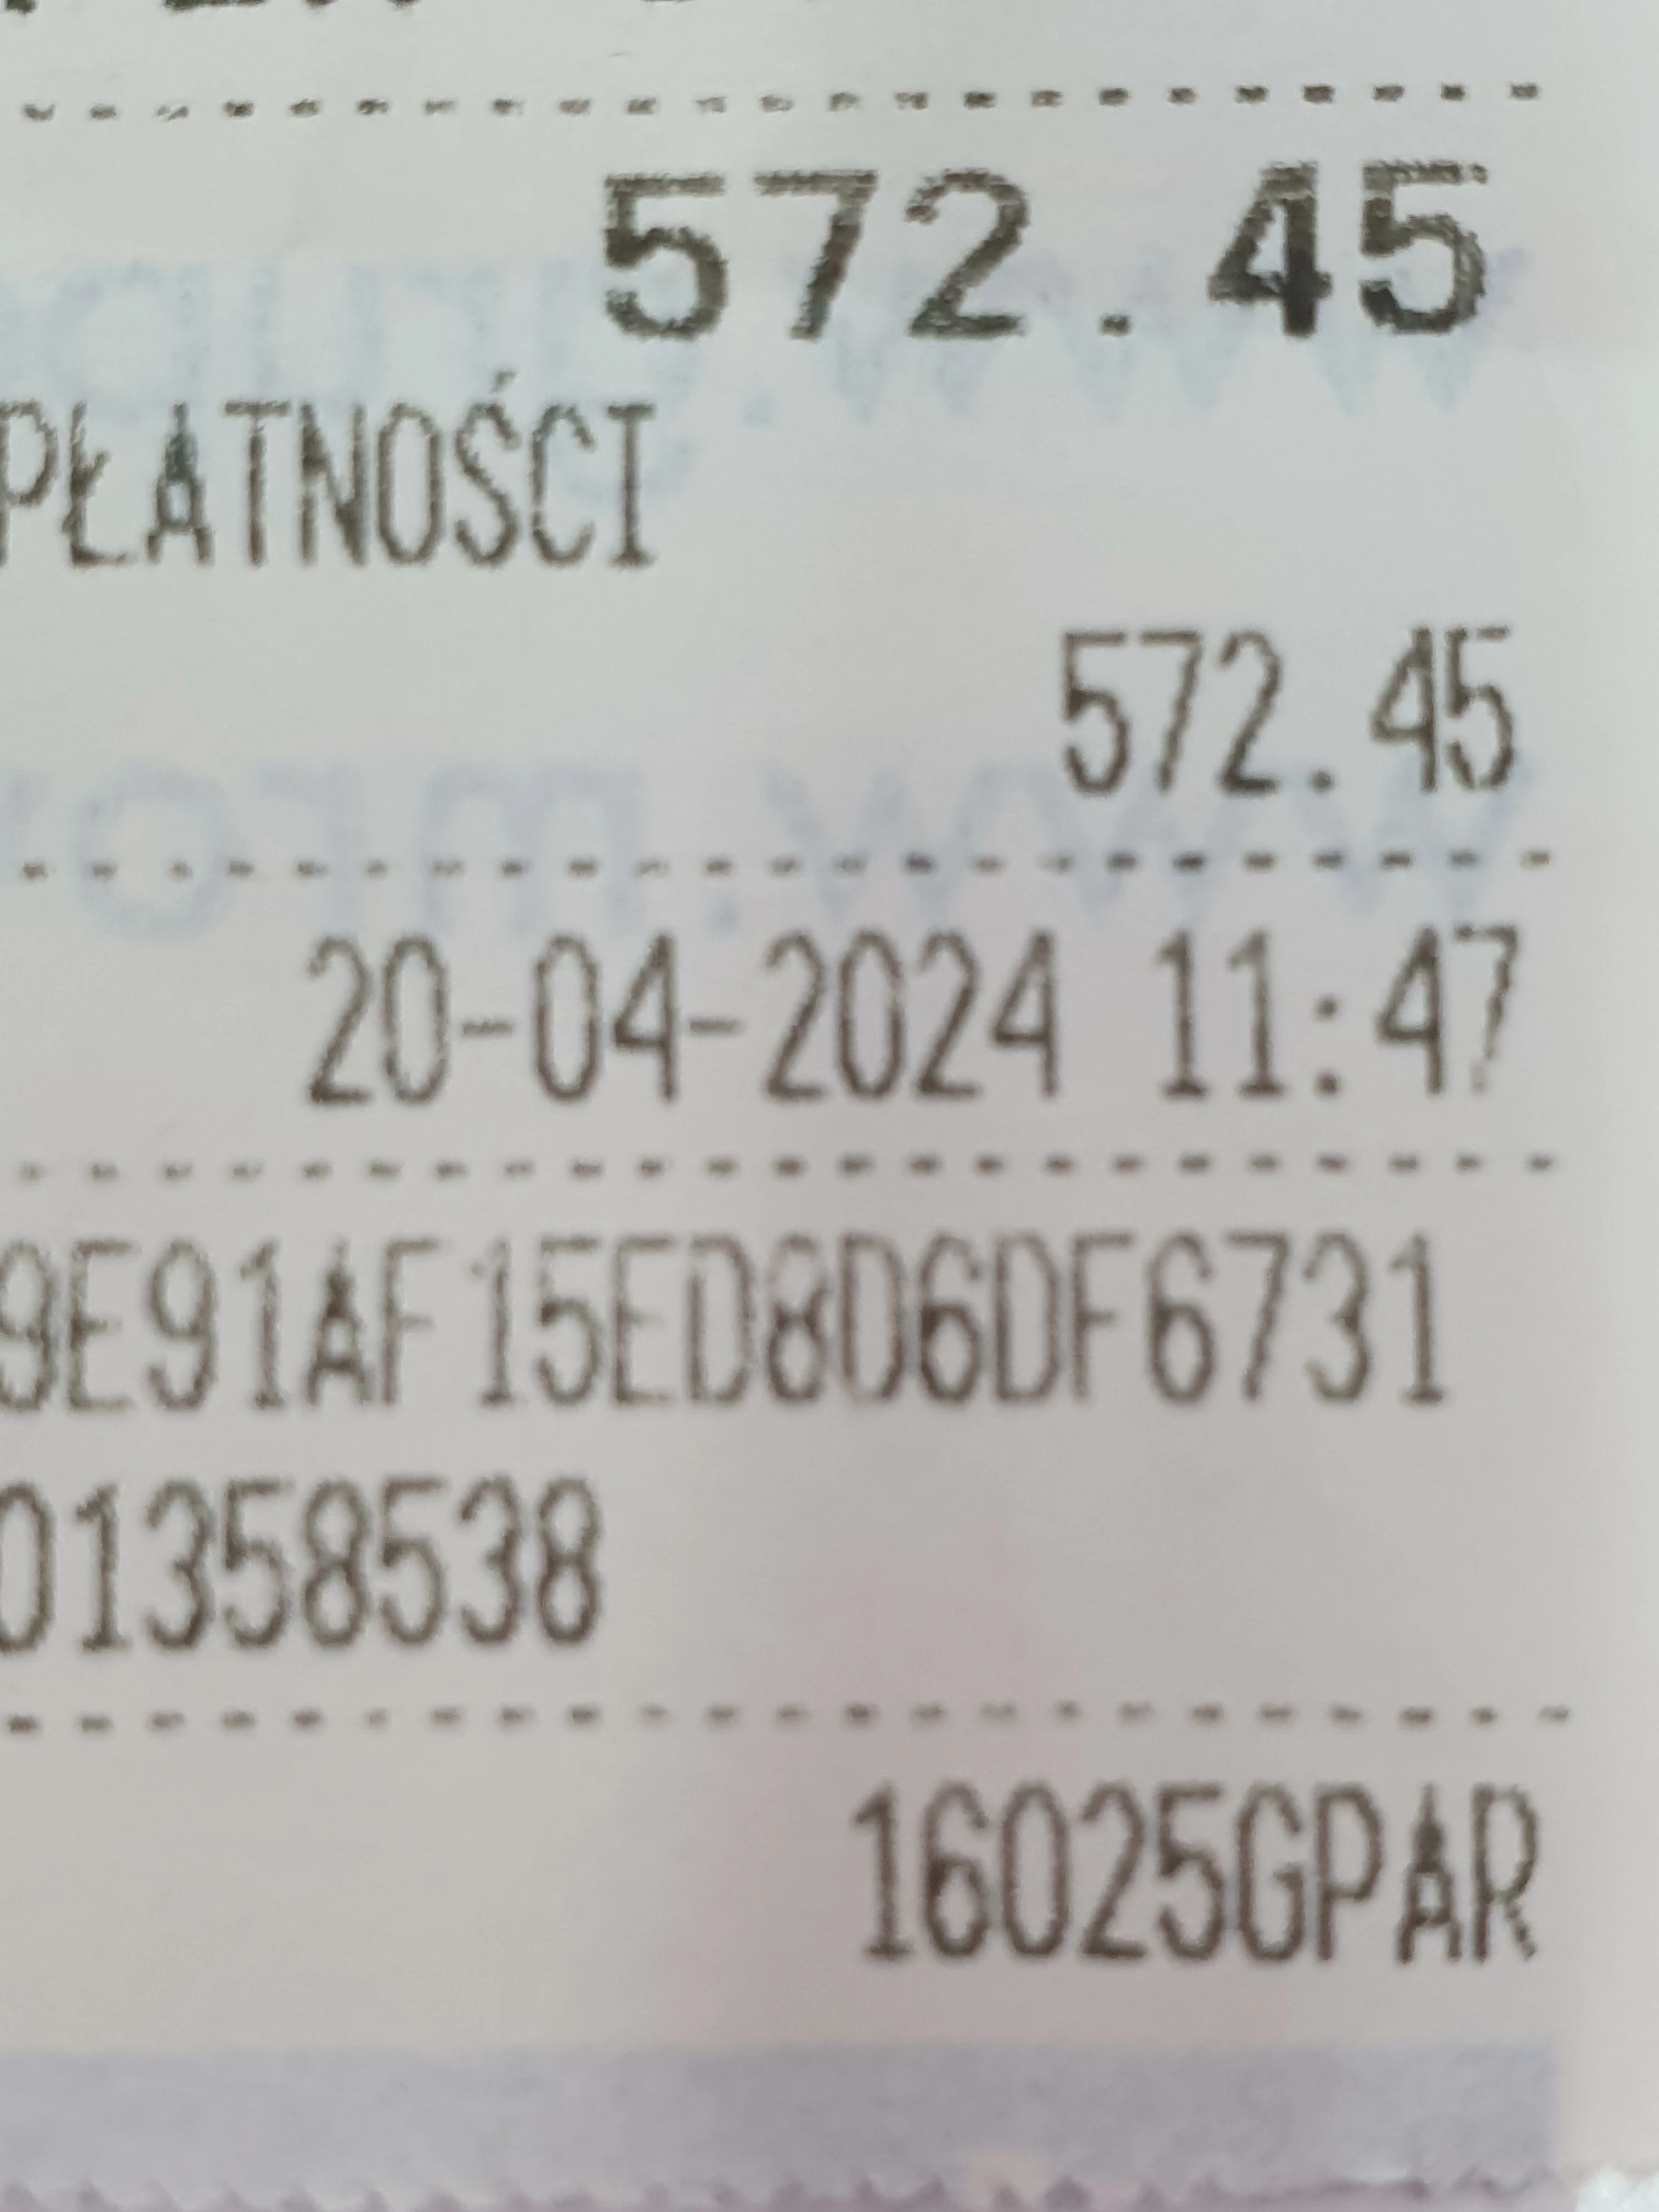 572.45
PŁATNOŚCI
572.45
20-04-2024 11:47
9E91AF15ED8D6DF6731
01358538
16025GPAR